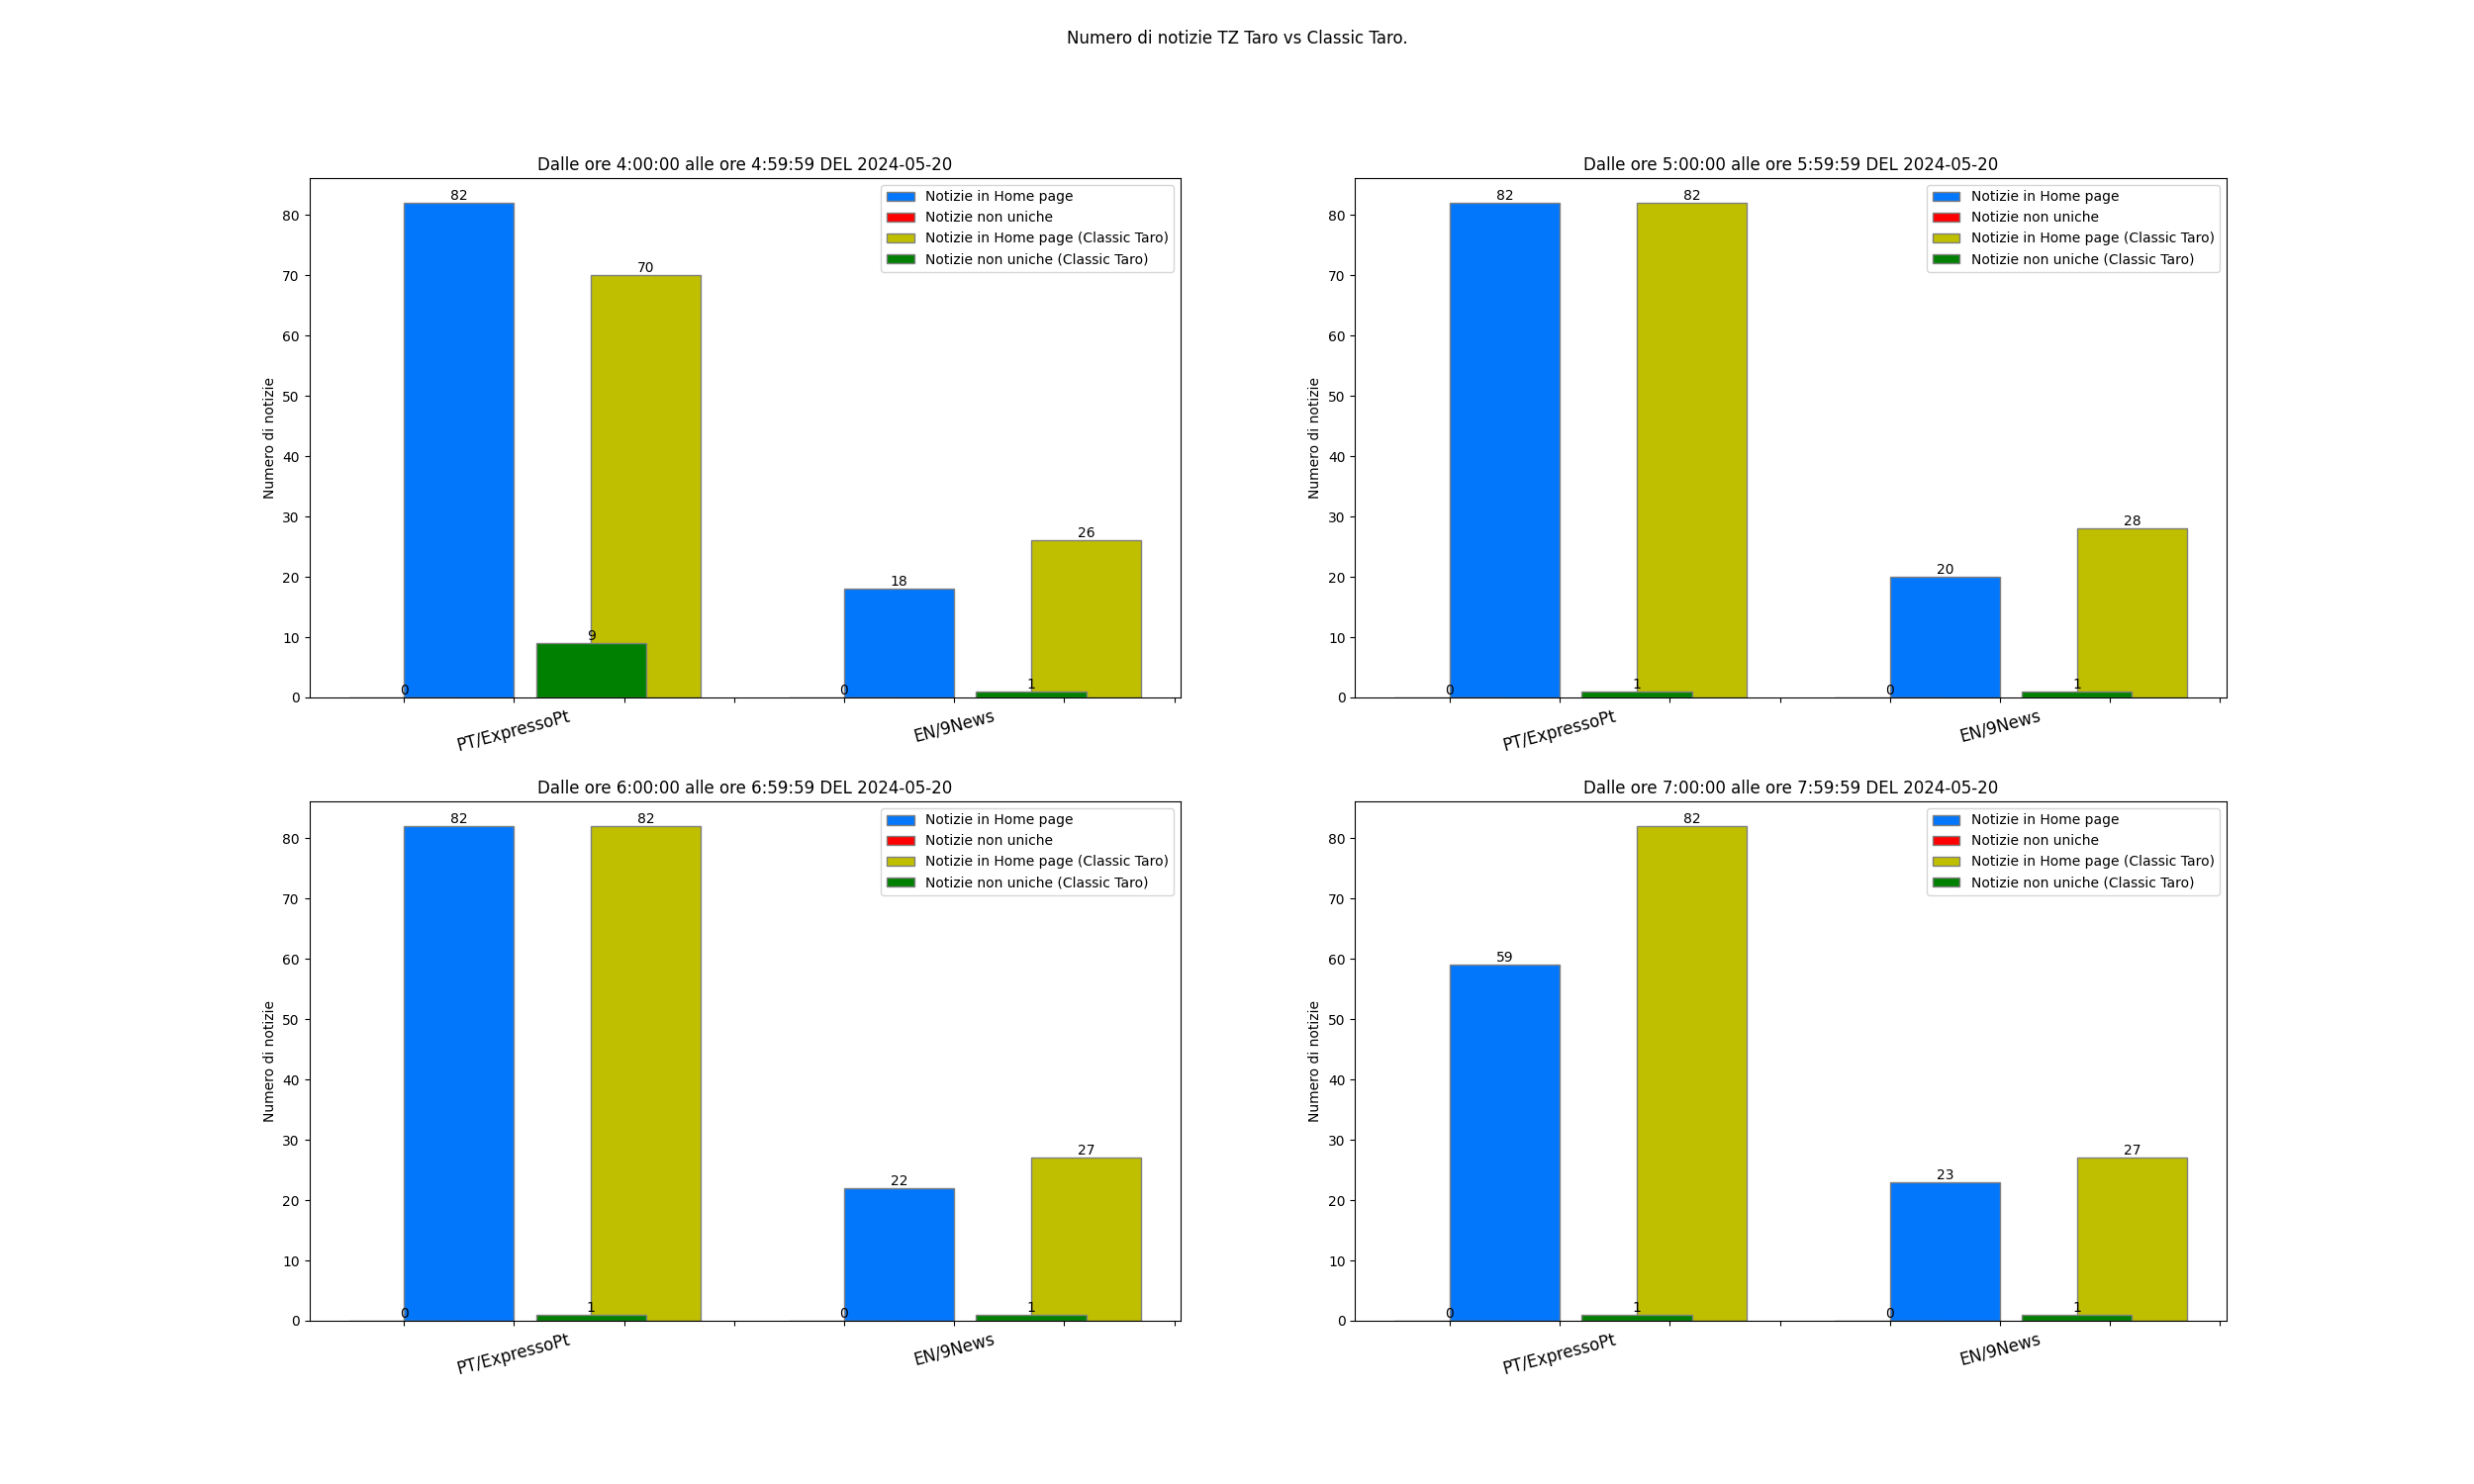 Numero di notizie TZ Taro vs Classic Taro.
Dalle ore 4:00:00 alle ore 4:59:59 DEL 2024-05-20
Numero di notizie
0
10
20
30
40
50
60
70
80
82
70
9
0
18
26
0
1
Notizie in Home page
Notizie non uniche
Notizie in Home page (Classic Taro)
Notizie non uniche (Classic Taro)
PT/ExpressoPt
EN/9News
Dalle ore 5:00:00 alle ore 5:59:59 DEL 2024-05-20
Numero di notizie
0
10
20
30
40
50
60
70
80
82
82
0
1
20
28
0
1
Notizie in Home page
Notizie non uniche
Notizie in Home page (Classic Taro)
Notizie non uniche (Classic Taro)
PT/ExpressoPt
EN/9News
Dalle ore 6:00:00 alle ore 6:59:59 DEL 2024-05-20
Numero di notizie
0
10
20
30
40
50
60
70
80
82
82
0
1
22
27
0
1
Notizie in Home page
Notizie non uniche
Notizie in Home page (Classic Taro)
Notizie non uniche (Classic Taro)
PT/ExpressoPt
EN/9News
Dalle ore 7:00:00 alle ore 7:59:59 DEL 2024-05-20
Numero di notizie
0
10
20
30
40
50
60
70
80
59
82
0
1
23
27
0
1
Notizie in Home page
Notizie non uniche
Notizie in Home page (Classic Taro)
Notizie non uniche (Classic Taro)
PT/ExpressoPt
EN/9News